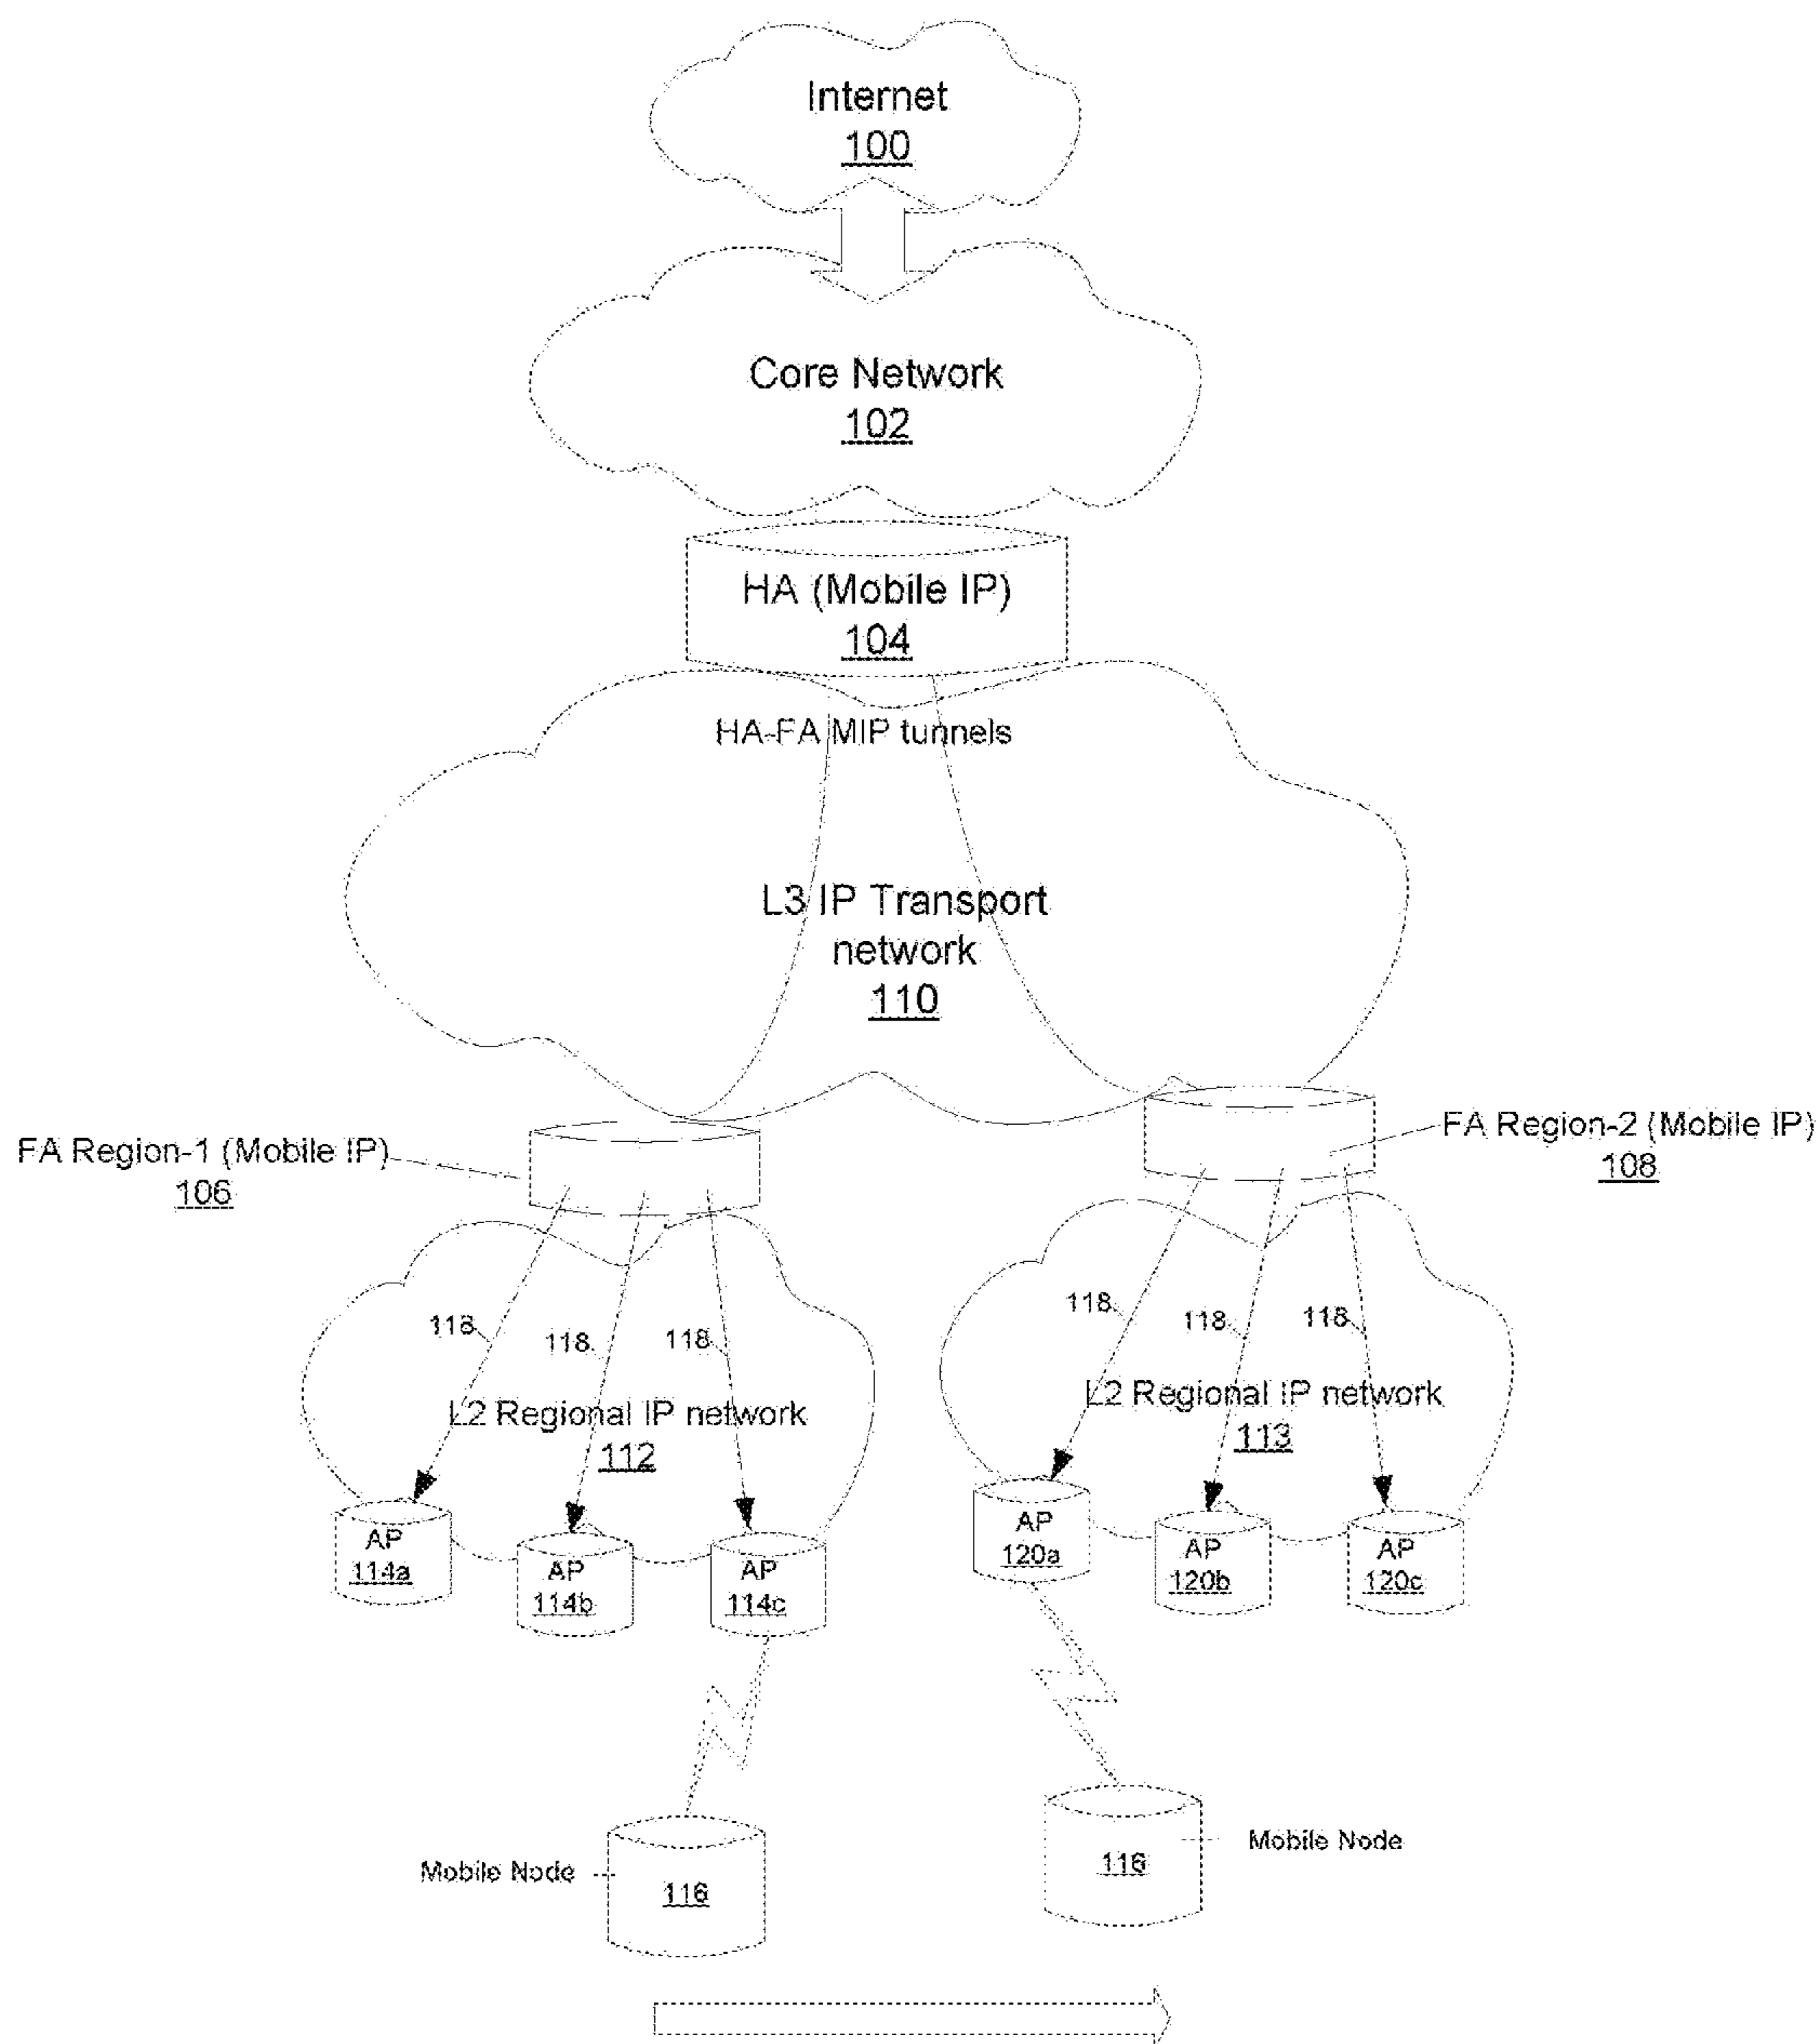 Internet
100
Core Network
102
HA (Mobile IP)
104
HA-FA MIP tunnels
L3 IP Transport
network
110
FA Region-1 (Mobile IP)
106
FA Region-2 (Mobile IP)
108
118
118
118
118
118
118
L2 Regional IP network
112
L2 Regional IP network
113
AP
114a
AP
114b
AP
114c
AP
120a
AP
120b
AP
120c
Mobile Node
116
Mobile Node
116